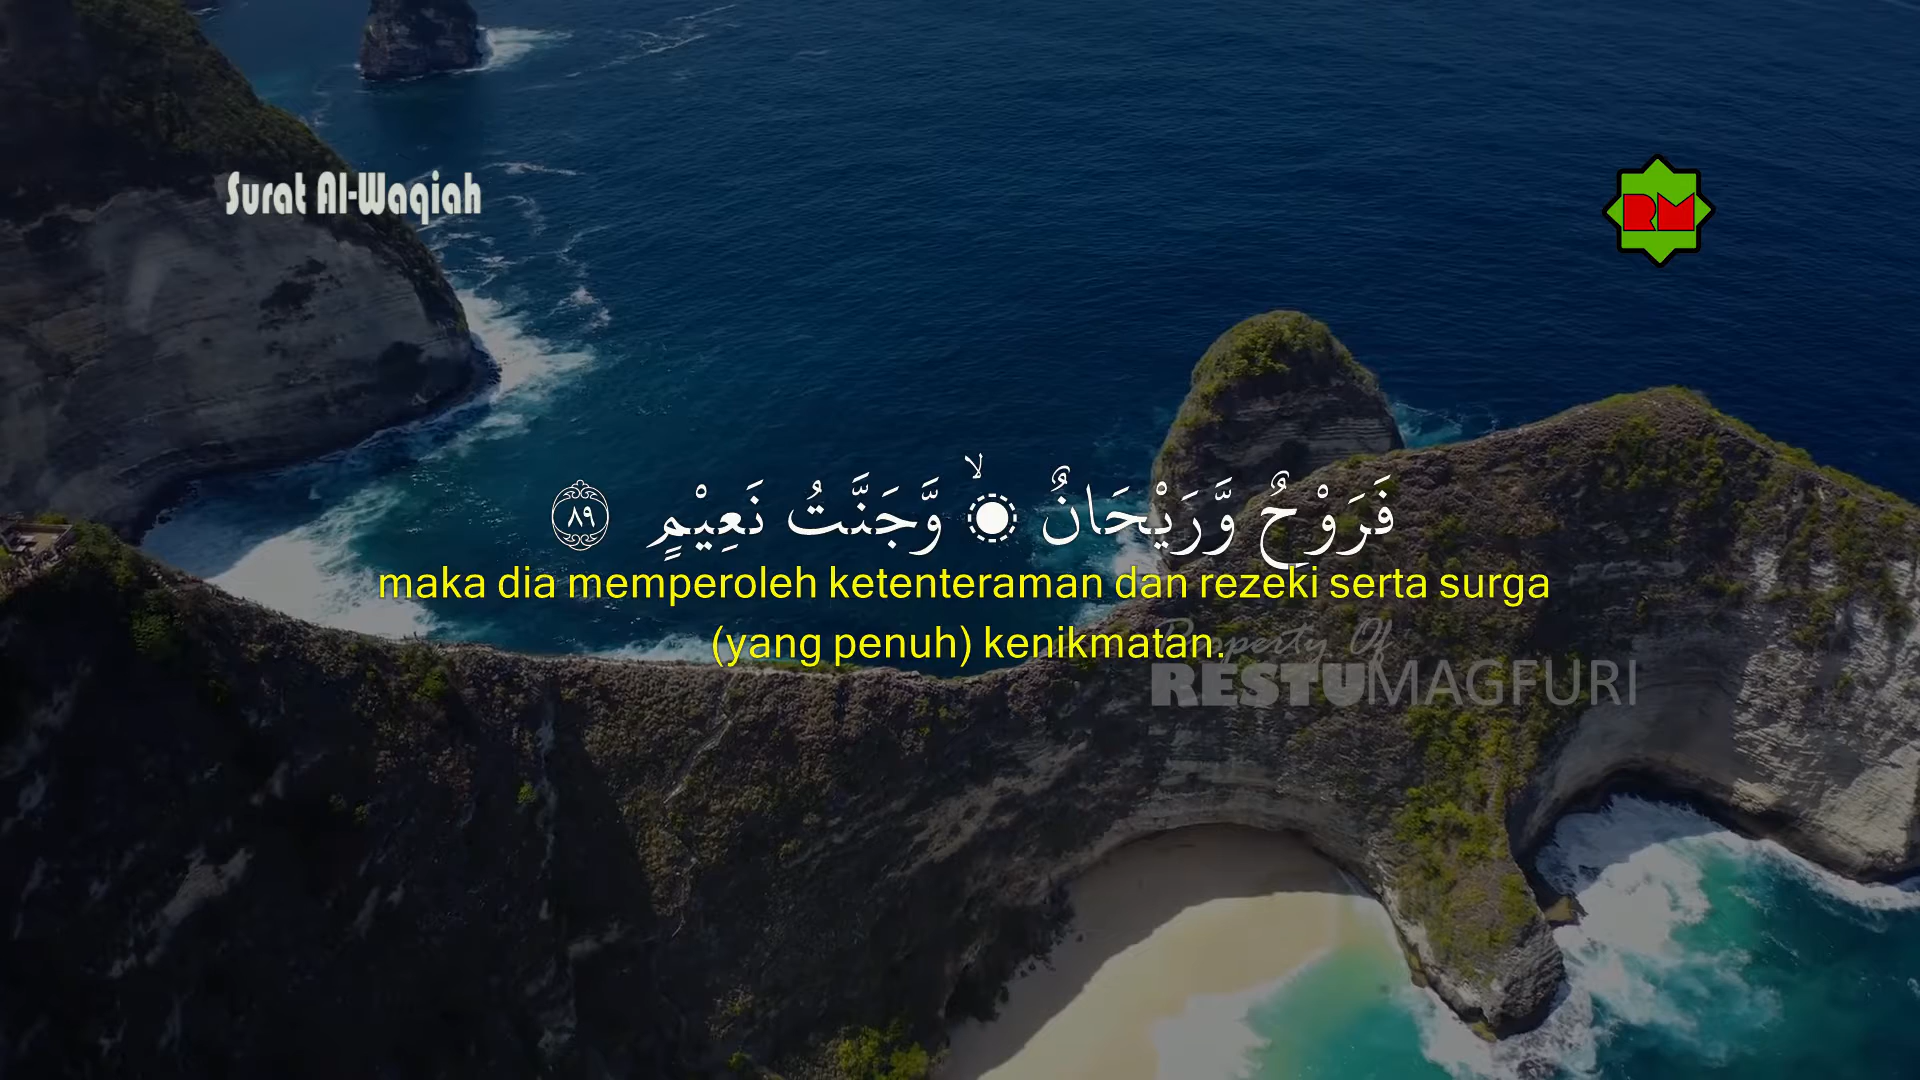 Surat Al-Waqiah
RM
فَرَوْحٌ وَّرَيْحَانٌ ەۙ وَّجَنَّتُ نَعِيْمٍ ٨٩
maka dia memperoleh ketenteraman dan rezeki serta surga
(yang penuh) kenikmatan.
Property Of
RESTUMAGFURI